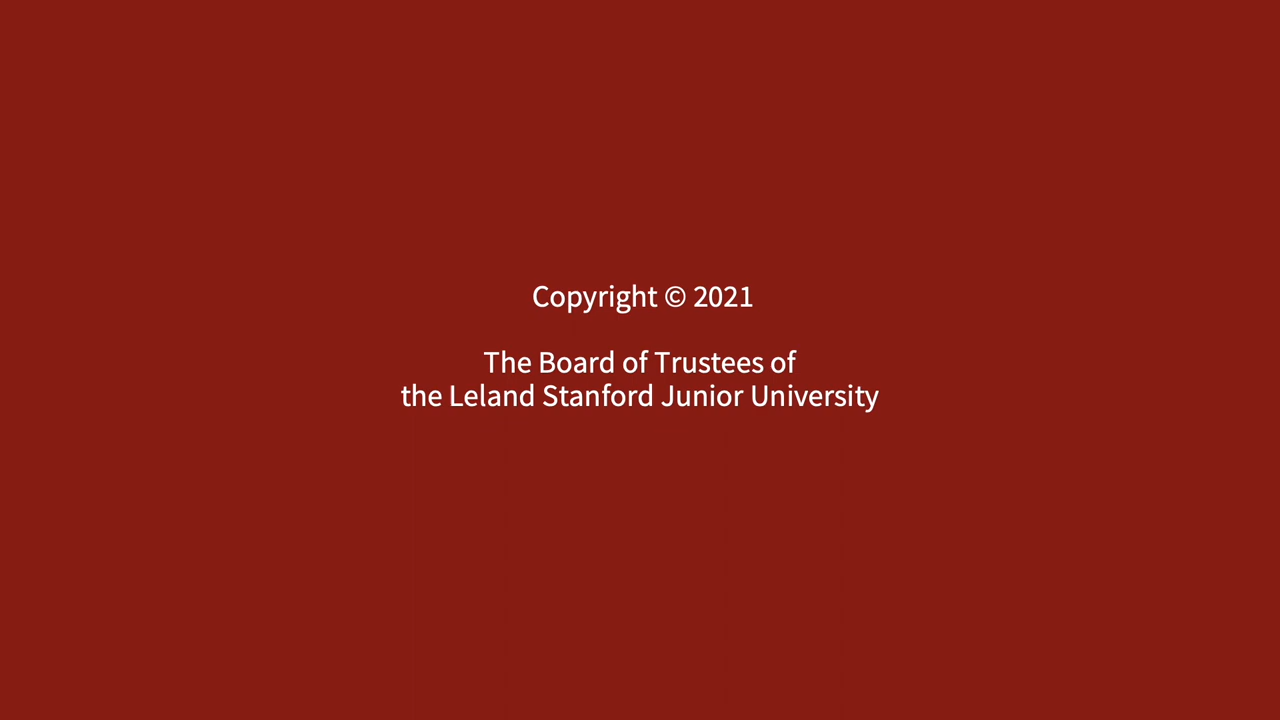 Copyright © 2021
The Board of Trustees of
the Leland Stanford Junior University